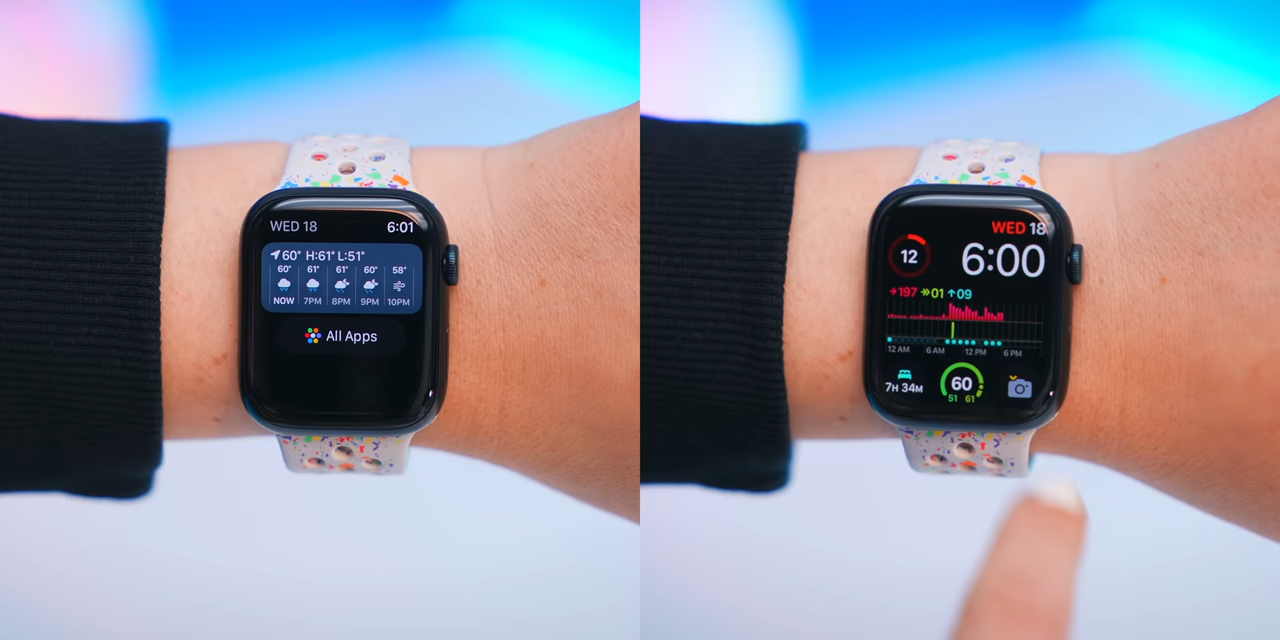 WED 18 6:01
60° H:61° L:51°
60° 61° 61° 60° 58°
NOW 7PM 8PM 9PM 10PM
All Apps
WED 18
12 6:00
197 01 09
12 AM 6 AM 12 PM 6 PM
7H 34M 60
51 61